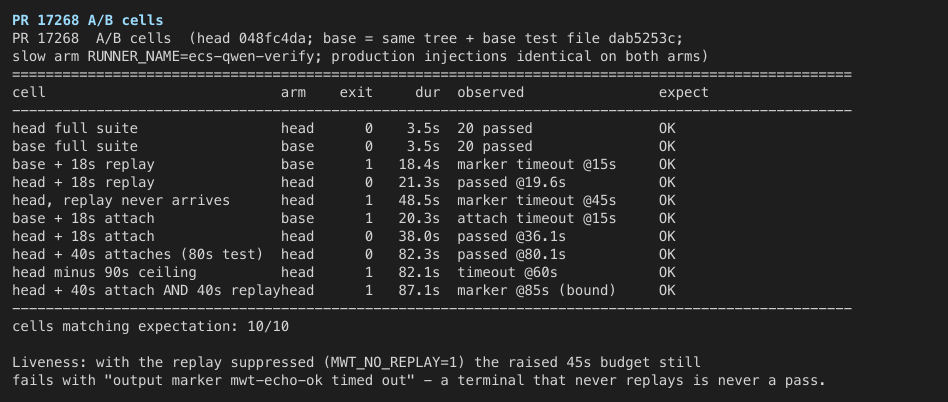 PR 17268 A/B cells
PR 17268  A/B cells  (head 048fc4da; base = same tree + base test file dab5253c;
slow arm RUNNER_NAME=ecs-qwen-verify; production injections identical on both arms)
====================================================================================
cell                          arm    exit     dur  observed               expect
------------------------------------------------------------------------------------
head full suite               head      0    3.5s  20 passed              OK
base full suite               base      0    3.5s  20 passed              OK
base + 18s replay             base      1   18.4s  marker timeout @15s    OK
head + 18s replay             head      0   21.3s  passed @19.6s          OK
head, replay never arrives    head      1   48.5s  marker timeout @45s    OK
base + 18s attach             base      1   20.3s  attach timeout @15s    OK
head + 18s attach             head      0   38.0s  passed @36.1s          OK
head + 40s attaches (80s test)  head      0   82.3s  passed @80.1s          OK
head minus 90s ceiling        head      1   82.1s  timeout @60s           OK
head + 40s attach AND 40s replayhead      1   87.1s  marker @85s (bound)    OK
------------------------------------------------------------------------------------
cells matching expectation: 10/10

Liveness: with the replay suppressed (MWT_NO_REPLAY=1) the raised 45s budget still
fails with "output marker mwt-echo-ok timed out" - a terminal that never replays is never a pass.